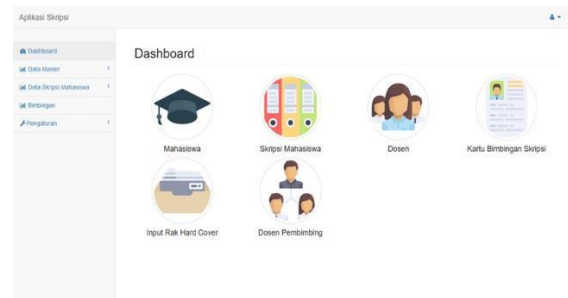 Aplikasi Skripsi
Dashboard
Data Master
Data Skripsi Mahasiswa
Bimbingan
Pengaturan
Dashboard
Mahasiswa
Skripsi Mahasiswa
Dosen
Kartu Bimbingan Skripsi
Input Rak Hard Cover
Dosen Pembimbing